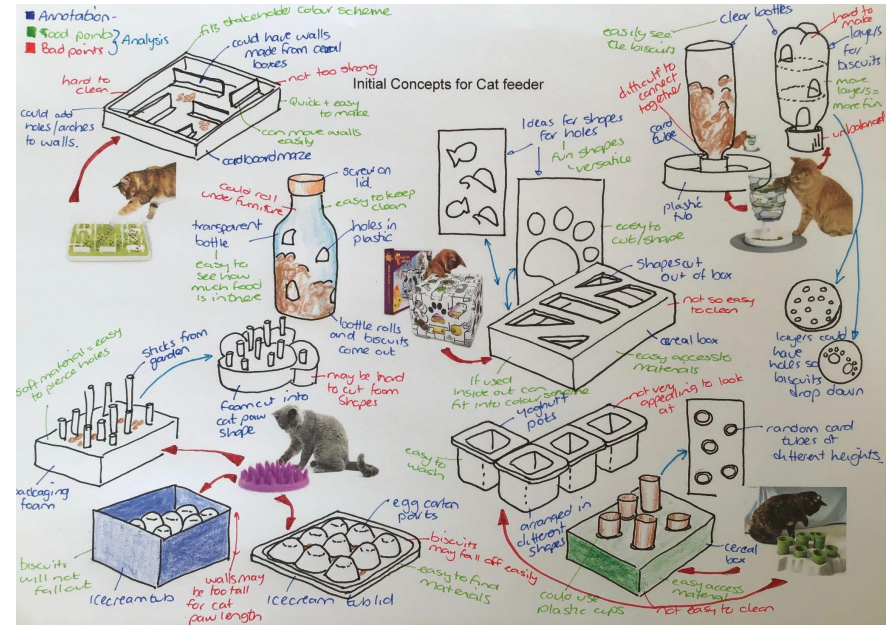 Annotation -
Good points
Bad points
Analysis
Initial Concepts for Cat feeder
fits stakeholder colour scheme
could have walls
made from cereal
boxes
hard to
clean
not too strong
Quick + easy
to make
could add
holes/arches
to walls.
can move walls
easily
cardboard maze
screw on
lid
could roll
under furniture
easy to keep
clean
transparent
bottle
holes in
plastic
easy to
see how
much food
is in there
bottle rolls
and biscuits
come out
Ideas for shapes
for holes
fun shapes
versatile
easy to
cut/shape
Shapes cut
out of box
not so easy
to clean
cereal box
easy access to
materials
If used
inside out can
fit into colour scheme
clear bottles
easily see
the biscuits
hard to
make
layers
for
biscuits
more
layers =
more fun
unbalanced
difficult to
connect
together
card
tube
plastic
tub
layers could
have
holes so
biscuits
drop down
soft material = easy
to pierce holes
sticks from
garden
packaging
foam
foam cut into
cat paw
shape
may be hard
to cut foam
shapes
biscuits
will not
fall out
icecream tub
walls may
be too tall
for cat
paw length
egg carton
parts
biscuits
may fall off easily
easy to find
materials
Icecream tub lid
yoghurt
pots
not very
appealing to look
at
easy to
wash
arranged in
different
shapes
random card
tubes of
different heights
cereal
box
could use
plastic cups
easy access
material
not easy to clean